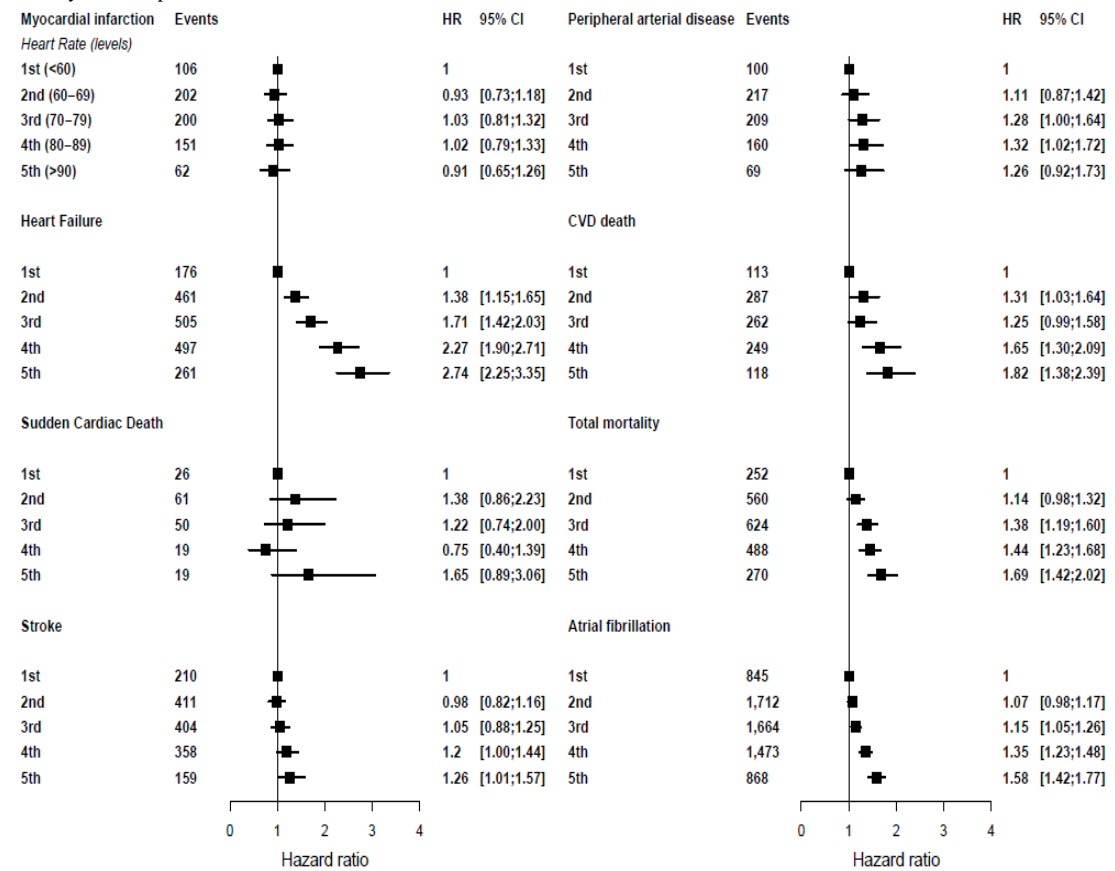 Myocardial infarction Events HR 95% CI
Heart Rate (levels)
1st (<60) 106 1
2nd (60–69) 202 0.93 [0.73;1.18]
3rd (70–79) 200 1.03 [0.81;1.32]
4th (80–89) 151 1.02 [0.79;1.33]
5th (>90) 62 0.91 [0.65;1.26]
Heart Failure
1st 176 1
2nd 461 1.38 [1.15;1.65]
3rd 505 1.71 [1.42;2.03]
4th 497 2.27 [1.90;2.71]
5th 261 2.74 [2.25;3.35]
Sudden Cardiac Death
1st 26 1
2nd 61 1.38 [0.86;2.23]
3rd 50 1.22 [0.74;2.00]
4th 19 0.75 [0.40;1.39]
5th 19 1.65 [0.89;3.06]
Stroke
1st 210 1
2nd 411 0.98 [0.82;1.16]
3rd 404 1.05 [0.88;1.25]
4th 358 1.2 [1.00;1.44]
5th 159 1.26 [1.01;1.57]
0 1 2 3 4
Hazard ratio
Peripheral arterial disease Events HR 95% CI
1st 100 1
2nd 217 1.11 [0.87;1.42]
3rd 209 1.28 [1.00;1.64]
4th 160 1.32 [1.02;1.72]
5th 69 1.26 [0.92;1.73]
CVD death
1st 113 1
2nd 287 1.31 [1.03;1.64]
3rd 262 1.25 [0.99;1.58]
4th 249 1.65 [1.30;2.09]
5th 118 1.82 [1.38;2.39]
Total mortality
1st 252 1
2nd 560 1.14 [0.98;1.32]
3rd 624 1.38 [1.19;1.60]
4th 488 1.44 [1.23;1.68]
5th 270 1.69 [1.42;2.02]
Atrial fibrillation
1st 845 1
2nd 1,712 1.07 [0.98;1.17]
3rd 1,664 1.15 [1.05;1.26]
4th 1,473 1.35 [1.23;1.48]
5th 868 1.58 [1.42;1.77]
0 1 2 3 4
Hazard ratio